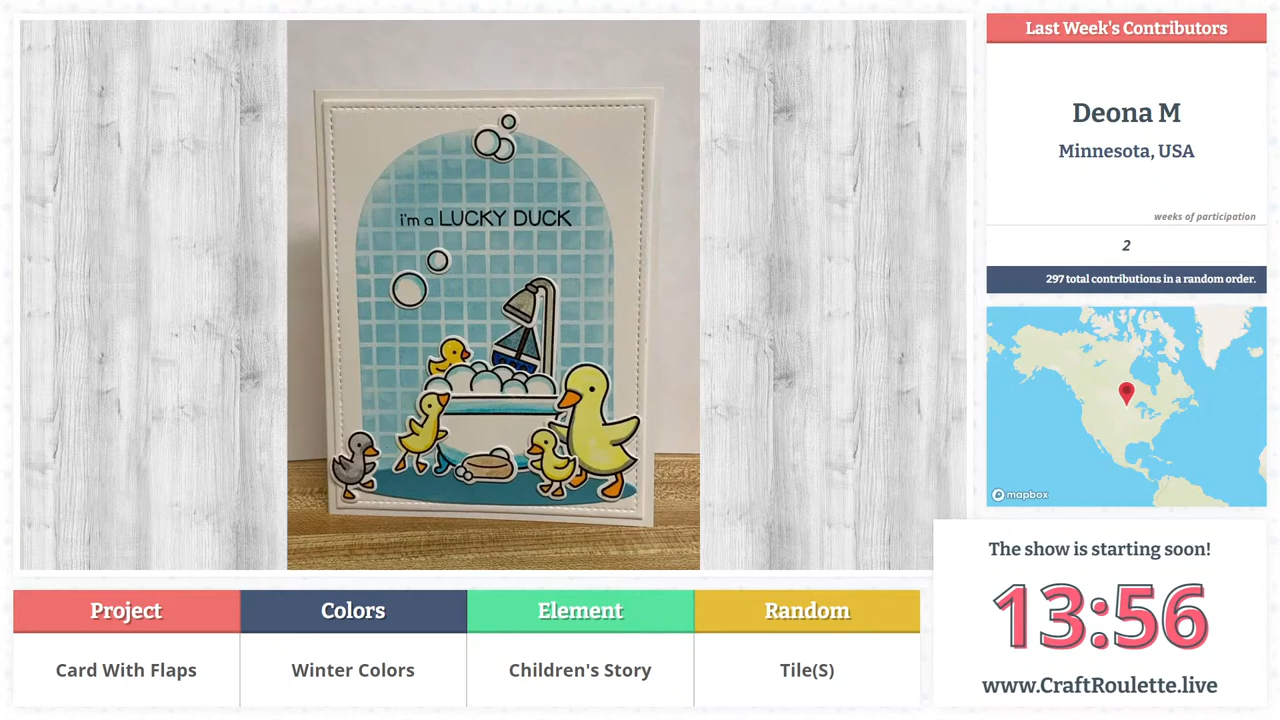 Last Week's Contributors
Deona M
Minnesota, USA
weeks of participation
2
297 total contributions in a random order.
i'm a LUCKY DUCK
mapbox
The show is starting soon!
13:56
www.CraftRoulette.live
Project
Colors
Element
Random
Card With Flaps
Winter Colors
Children's Story
Tile(S)